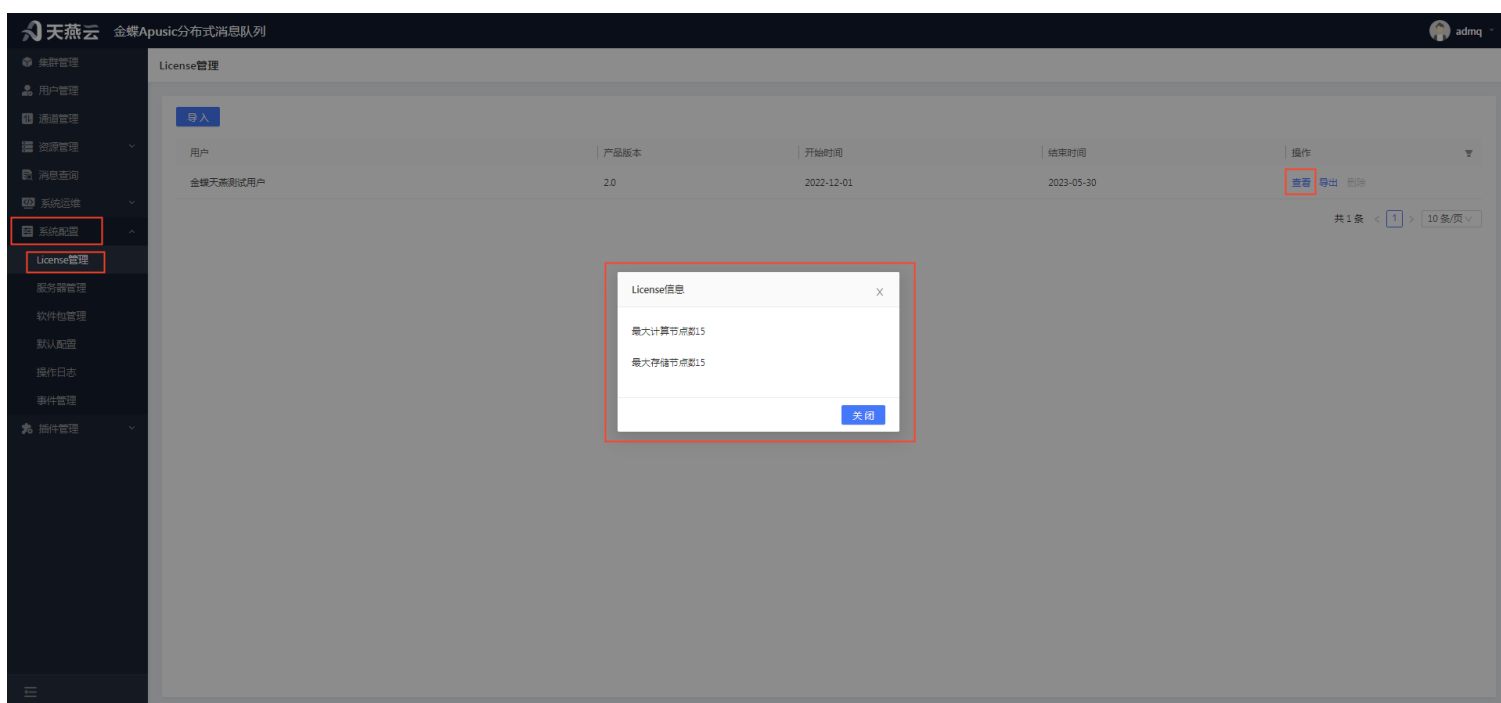 天燕云 金蝶Apusic分布式消息队列
admq
集群管理
用户管理
通道管理
资源管理
消息查询
系统运维
系统配置
License管理
服务器管理
软件包管理
默认配置
操作日志
事件管理
插件管理
License管理
导入
用户 产品版本 开始时间 结束时间 操作
金蝶天燕测试用户 2.0 2022-12-01 2023-05-30 查看 导出 删除
共1条 < 1 > 10 条/页
License信息 X
最大计算节点数15
最大存储节点数15
关闭